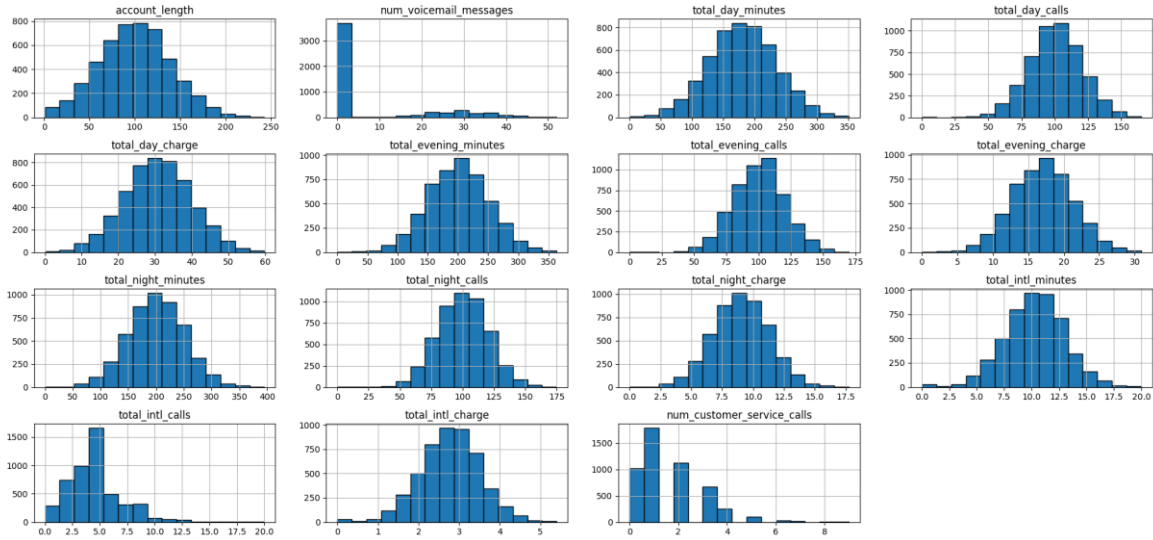 account_length
800
600
400
200
0
0 50 100 150 200 250
num_voicemail_messages
3000
2000
1000
0
0 10 20 30 40 50
total_day_minutes
800
600
400
200
0
0 50 100 150 200 250 300 350
total_day_calls
1000
750
500
250
0
0 50 100 150
total_day_charge
800
600
400
200
0
0 20 40 60
total_evening_minutes
1000
750
500
250
0
0 50 100 150 200 250 300 350
total_evening_calls
1000
750
500
250
0
0 25 50 75 100 125 150 175
total_evening_charge
1000
750
500
250
0
0 5 10 15 20 25 30
total_night_minutes
1000
750
500
250
0
0 50 100 150 200 250 300 350 400
total_night_calls
1000
750
500
250
0
0 25 50 75 100 125 150 175
total_night_charge
1000
750
500
250
0
0.0 2.5 5.0 7.5 10.0 12.5 15.0 17.5
total_intl_minutes
1000
750
500
250
0
0.0 2.5 5.0 7.5 10.0 12.5 15.0 17.5 20.0
total_intl_calls
1500
1000
500
0
0.0 2.5 5.0 7.5 10.0 12.5 15.0 17.5 20.0
total_intl_charge
1000
750
500
250
0
0 1 2 3 4 5
num_customer_service_calls
1500
1000
500
0
0 2 4 6 8